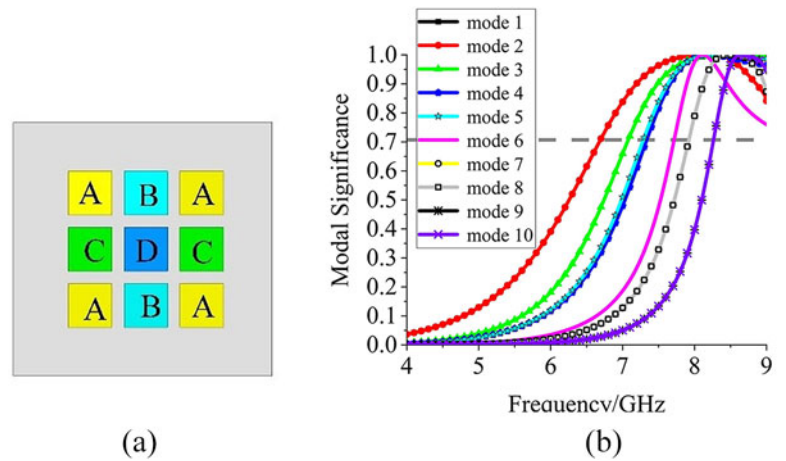 A B A
C D C
A B A
(a)
mode 1
mode 2
mode 3
mode 4
mode 5
mode 6
mode 7
mode 8
mode 9
mode 10
Modal Significance
1.0
0.9
0.8
0.7
0.6
0.5
0.4
0.3
0.2
0.1
0.0
4 5 6 7 8 9
Frequency/GHz
(b)